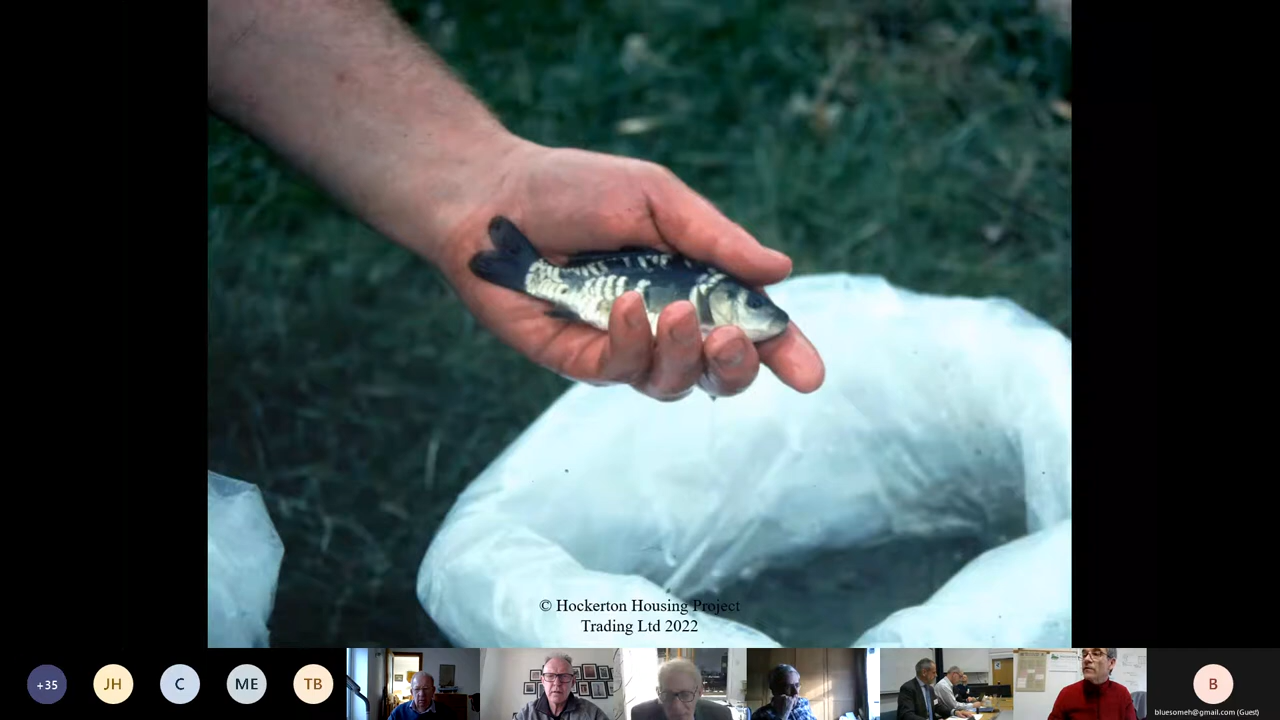 © Hockerton Housing Project
Trading Ltd 2022
+35
JH
C
ME
TB
B
bluesomeh@gmail.com (Guest)